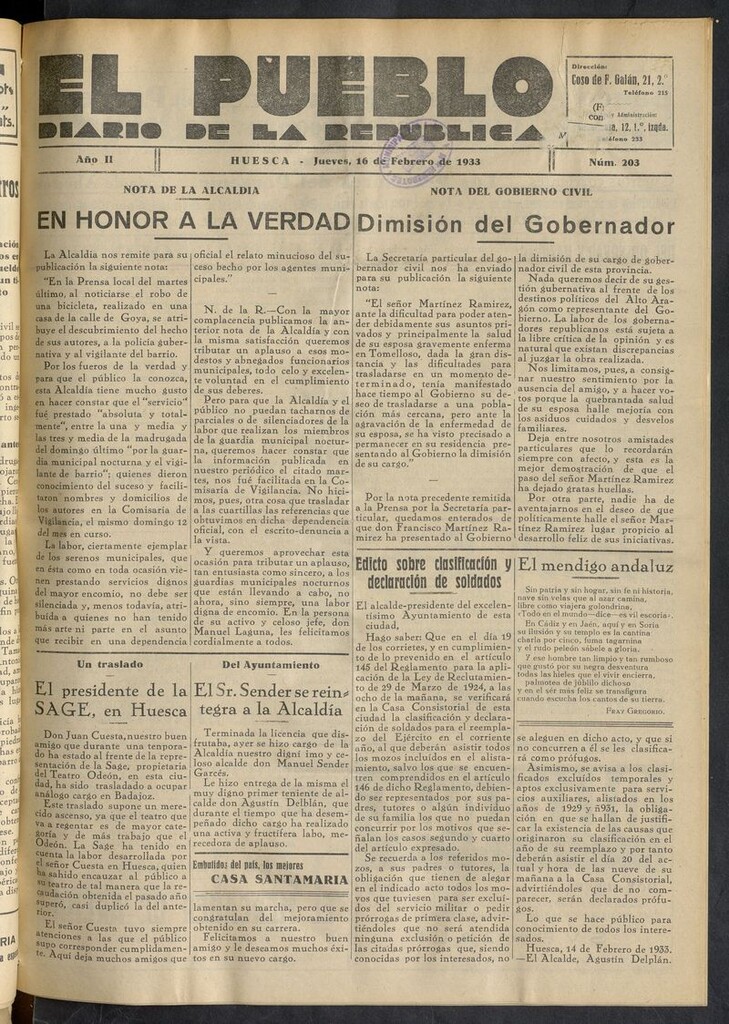 EL PUEBLO
DIARIO DE LA REPUBLICA
Dirección:
Coso de F. Galán, 21, 2.°
Teléfono 215
Administración:
12. 1.°, izqda.
Año II
HUESCA - Jueves, 16 de Febrero de 1933
Núm. 203
NOTA DE LA ALCALDIA
EN HONOR A LA VERDAD
La Alcaldía nos remite para su
publicación la siguiente nota:
"En la Prensa local del martes
último, al noticiarse el robo de
una bicicleta, realizado en una
casa de la calle de Goya, se atri-
buye el descubrimiento del hecho
de sus autores, a la policía guber-
nativa y al vigilante del barrio.
Por los fueros de la verdad y
para que el público la conozca,
esta Alcaldía tiene mucho gusto
en hacer constar que el "servicio"
fué prestado "absoluta y total-
mente", entre la una y media y
las tres y media de la madrugada
del domingo último "por la guar-
dia municipal nocturna y el vigi-
lante de barrio"; quienes dieron
conocimiento del suceso y facilita-
ron nombres y domicilios de
los autores en la Comisaría de
Vigilancia, el mismo domingo 12
del mes en curso.
La labor, ciertamente ejemplar
de los serenos municipales, que
en ésta como en toda ocasión vie-
nen prestando servicios dignos
del mayor encomio, no debe ser
silenciada, y menos todavía, atri-
buída a quienes no han tenido
más arte ni parte en el asunto
que recibir en una dependencia
oficial el relato minucioso del su-
ceso hecho por los agentes muni-
cipales."
N. de la R.—Con la mayor
complacencia publicamos la an-
terior nota de la Alcaldía y con
la misma satisfacción queremos
tributar un aplauso a esos mo-
destos y abnegados funcionarios
municipales, todo celo y excelen-
te voluntad en el cumplimiento
de sus deberes.
Pero para que la Alcaldía y el
público no puedan tacharnos de
parciales o de silenciadores de la
labor que realizan los miembros
de la guardia municipal noctur-
na, queremos hacer constar que
la información publicada en
nuestro periódico el citado mar-
tes, nos fué facilitada en la Co-
misaría de Vigilancia. No hici-
mos, pues, otra cosa que trasladar
a las cuartillas las referencias que
obtuvimos en dicha dependencia
oficial, con el escrito-denuncia a
la vista.
Y queremos aprovechar esta
ocasión para tributar un aplauso,
tan entusiasta como sincero, a los
guardias municipales nocturnos
que están llevando a cabo, no
ahora, sino siempre, una labor
digna de encomio. En la persona
de su activo y celoso jefe, don
Manuel Laguna, les felicitamos
cordialmente a todos.
NOTA DEL GOBIERNO CIVIL
Dimisión del Gobernador
La Secretaría particular del go-
bernador civil nos ha enviado
para su publicación la siguiente
nota:
"El señor Martínez Ramirez,
ante la dificultad para poder aten-
der debidamente sus asuntos pri-
vados y principalmente la salud
de su esposa gravemente enferma
en Tomelloso, dada la gran dis-
tancia y las dificultades para
trasladarse en un momento de-
terminado, tenía manifestado
hace tiempo al Gobierno su de-
seo de trasladarse a una pobla-
ción más cercana, pero ante la
agravación de la enfermedad de
su esposa, se ha visto precisado a
permanecer en su residencia pre-
sentando al Gobierno la dimisión
de su cargo."
Por la nota precedente remitida
a la Prensa por la Secretaría par-
ticular, quedamos enterados de
que don Francisco Martínez Ra-
mírez ha presentado al Gobierno
la dimisión de su cargo de gober-
nador civil de esta provincia.
Nada queremos decir de su ges-
tión gubernativa al frente de los
destinos políticos del Alto Ara-
gón como representante del Go-
bierno. La labor de los goberna-
dores republicanos está sujeta a
la libre crítica de la opinión y es
natural que existan discrepancias
al juzgar la obra realizada.
Nos limitamos, pues, a consig-
nar nuestro sentimiento por la
ausencia del amigo, y a hacer vo-
tos porque la quebrantada salud
de su esposa halle mejoría con
los asiduos cuidados y desvelos
familiares.
Deja entre nosotros amistades
particulares que lo recordarán
siempre con afecto, y esta es la
mejor demostración de que el
paso del señor Martínez Ramírez
ha dejado gratas huellas.
Por otra parte, nadie ha de
aventajarnos en el deseo de que
políticamente halle el señor Mar-
tínez Ramírez lugar propicio al
desarrollo feliz de sus iniciativas.
Un traslado
El presidente de la
SAGE, en Huesca
Don Juan Cuesta, nuestro buen
amigo que durante una tempora-
do ha estado al frente de la repre-
sentación de la Sage, propietaria
del Teatro Odeón, en esta ciu-
dad, ha sido trasladado a ocupar
análogo cargo en Badajoz.
Este traslado supone un mere-
cido ascenso, ya que el teatro que
va a regentar es de mayor cate-
goría y de más trabajo que el
Odeón. La Sage ha tenido en
cuenta la labor desarrollada por
el señor Cuesta en Huesca, quien
ha sahido encauzar al público a
su teatro de tal manera que la re-
caudación obtenida el pasado año
superó, casi duplicó la del ante-
rior.
El señor Cuesta tuvo siempre
atenciones a las que el público
supo corresponder cumplidamen-
te. Aquí deja muchos amigos que
Del Ayuntamiento
El Sr. Sender se rein-
tegra a la Alcaldía
Terminada la licencia que dis-
frutaba, ayer se hizo cargo de la
Alcaldía nuestro digní imo y ce-
loso alcalde don Manuel Sender
Garcés.
Le hizo entrega de la misma el
muy digno primer teniente de al-
calde don Agustín Delblán, que
durante el tiempo que ha desem-
peñado dicho cargo ha realizado
una activa y fructífera labo, me-
recedora de aplauso.
Embutidos del país, los mejores
CASA SANTAMARIA
lamentan su marcha, pero que se
congratulan del mejoramiento
obtenido en su carrera.
Felicitamos a nuestro buen
amigo y le deseamos muchos éxi-
tos en su nuevo cargo.
Edicto sobre clasificación y
declaración de soldados
El alcalde-presidente del excelen-
tísimo Ayuntamiento de esta
ciudad,
Hago saber: Que en el día 19
de los corrietes, y en cumplimien-
to de lo prevenido en el artículo
145 del Reglamento para la apli-
cación de la Ley de Reclutamiento
de 29 de Marzo de 1924, a las
ocho de la mañana, se verificará
en la Casa Consistorial de esta
ciudad la clasificación y declara-
ción de soldados para el reempla-
zo del Ejército en el corriente
año, al que deberán asistir todos
los mozos incluídos en el alista-
miento, salvo los que se encuen-
tren comprendidos en el artículo
146 de dicho Reglamento, debien-
do ser representados por sus pa-
dres, tutores o algún individuo
de su familia los que no puedan
concurrir por los motivos que se-
ñalan los casos segundo y cuarto
del artículo expresado.
Se recuerda a los referidos mo-
zos, a sus padres o tutores, la
obligación que tienen de alegar
en el indicado acto todos los mo-
vos que tuviesen para ser exclui-
dos del servicio militar o pedir
prórrogas de primera clase, advir-
tiéndoles que no será atendida
ninguna exclusión o petición de
las citadas prórrogas que, siendo
conocidas por los interesados, no
El mendigo andaluz
Sin patria y sin hogar, sin fe ni historia,
nave sin velas que al azar camina,
libre como viajera golondrina,
«Todo en el mundo—dice—es vil escoria».
En Cádiz y en Jaén, aquí y en Soria
su ilusión y su templo es la cantina
charla por cinco, fuma tagarnina
y el rudo peleón sábele a gloria.
Y ese hombre tan limpio y tan rumboso
que gustó por su negra desventura
todas las hieles que el vivir encierra,
palmotea de júbilo dichoso
y en el sér más feliz se transfigura
cuando escucha los cantos de su tierra.
FRAY GREGORIO.
se aleguen en dicho acto, y que si
no concurren a él se les clasifica-
rá como prófugos.
Asimismo, se avisa a los clasi-
ficados excluídos temporales y
aptos exclusivamente para servi-
cios auxiliares, alistados en los
años de 1929 y ñ931, la obliga-
ción en que se hallan de justifi-
car la existencia de las causas que
originaron su clasificación en el
año de su reemplazo y por tanto
deberán asistir el día 20 del ac-
tual y hora de las nueve de su
mañana a la Casa Consistorial,
advirtiéndoles que de no com-
parecer, serán declarados prófu-
gos.
Lo que se hace público para
conocimiento de todos los intere-
sados.
Huesca, 14 de Febrero de 1933.
—El Alcalde, Agustín Delplán.